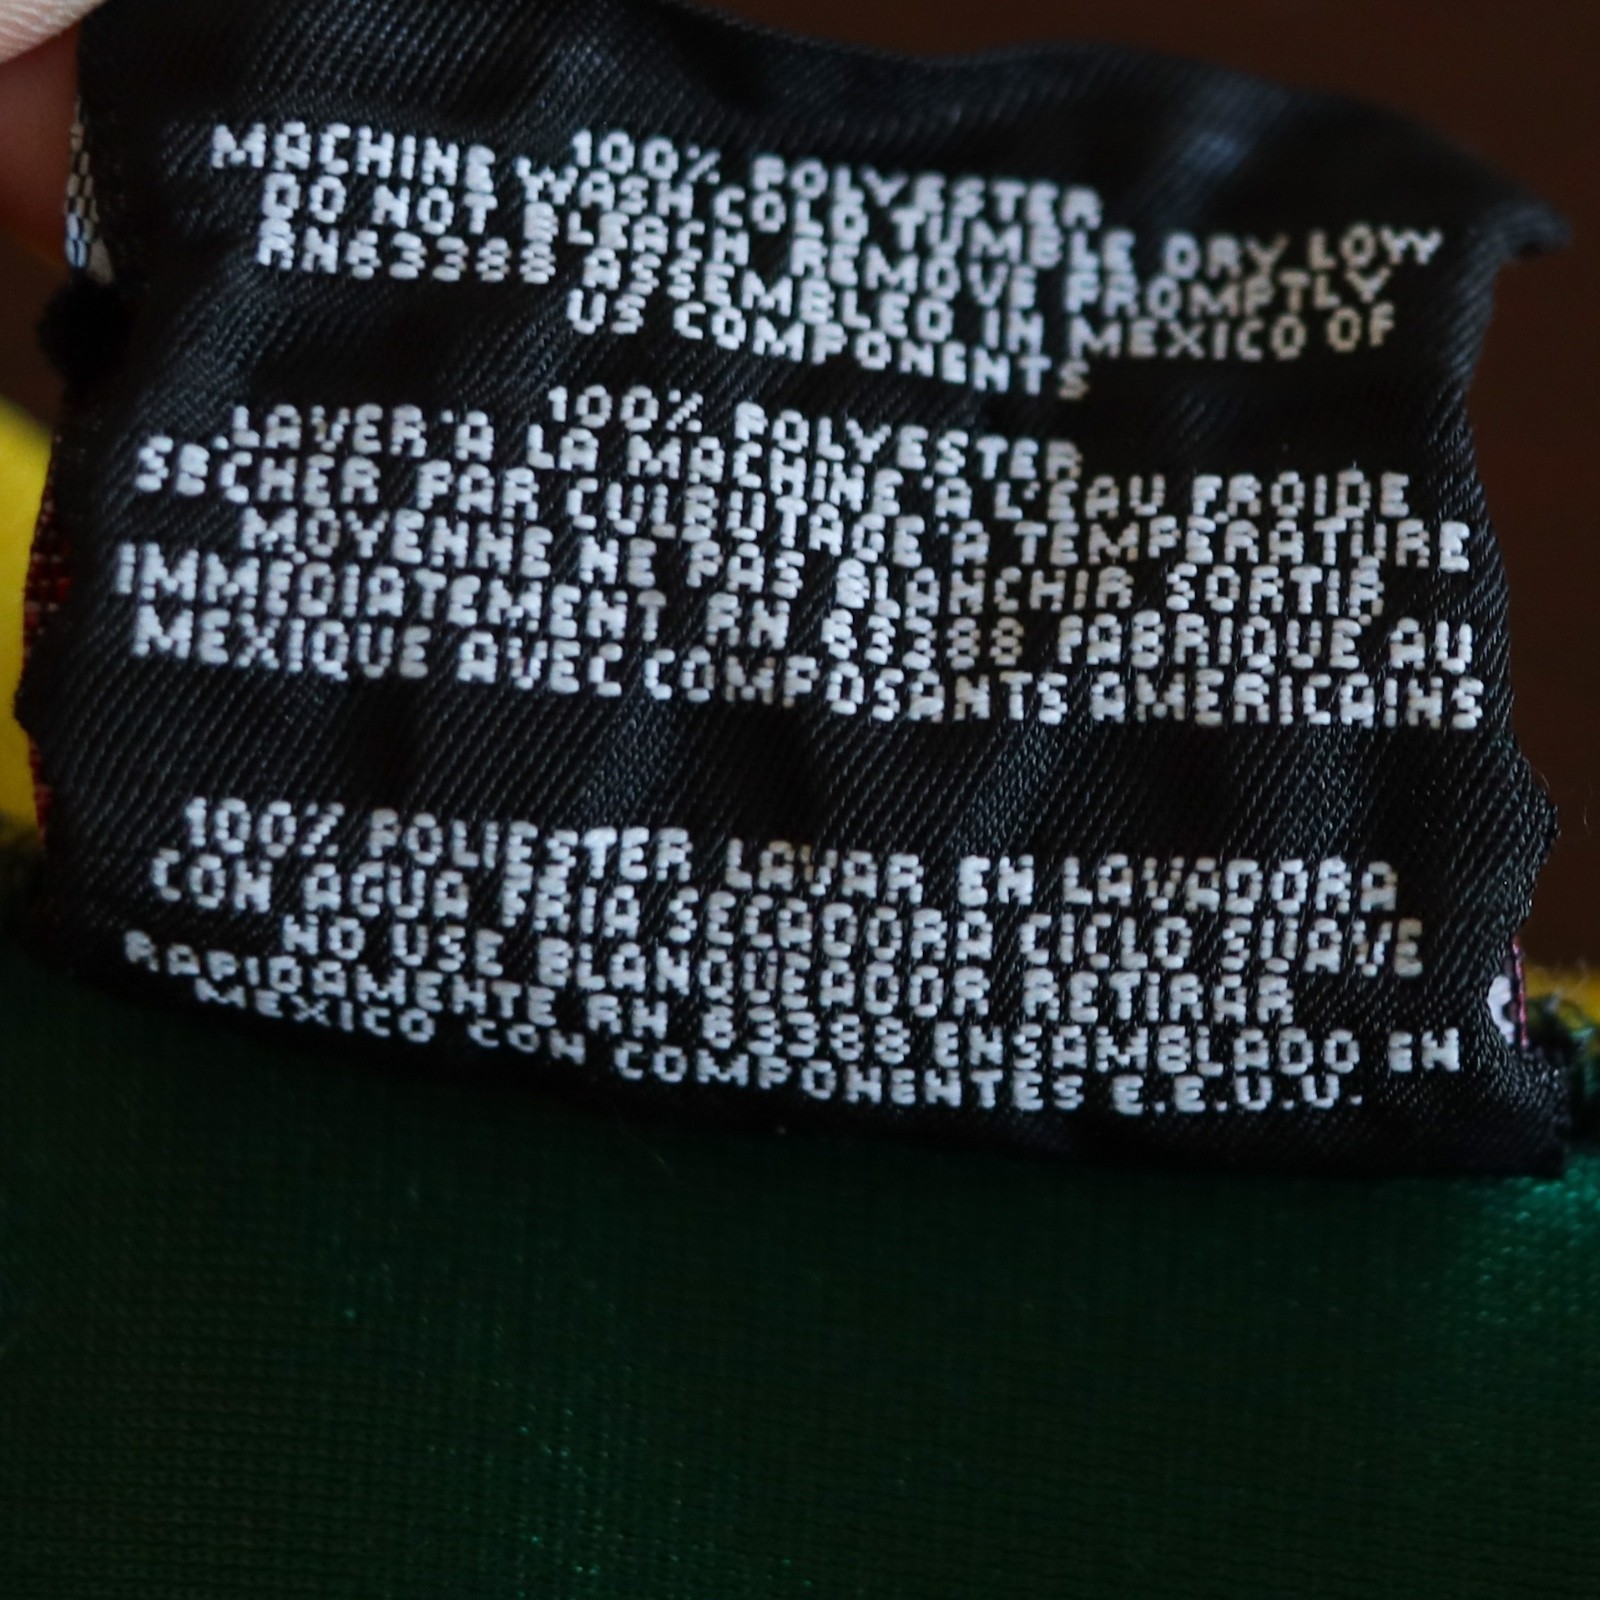 100% POLYESTER
MACHINE WASH COLD TUMBLE DRY LOW
DO NOT BLEACH REMOVE PROMPTLY
RN63388 ASSEMBLED IN MEXICO OF
US COMPONENTS
100% POLYESTER
LAVER A LA MACHINE A L'EAU FROIDE
SECHER PAR CULBUTAGE A TEMPERATURE
MOYENNE NE PAS BLANCHIR SORTIR
IMMEDIATEMENT RN 63388 FABRIQUE AU
MEXIQUE AVEC COMPOSANTS AMERICAINS
100% POLIESTER LAVAR EN LAVADORA
CON AGUA FRIA SECADORA CICLO SUAVE
NO USE BLANQUEADOR RETIRAR
RAPIDAMENTE RN 63388 ENSAMBLADO EN
MEXICO CON COMPONENTES E.E.U.U.